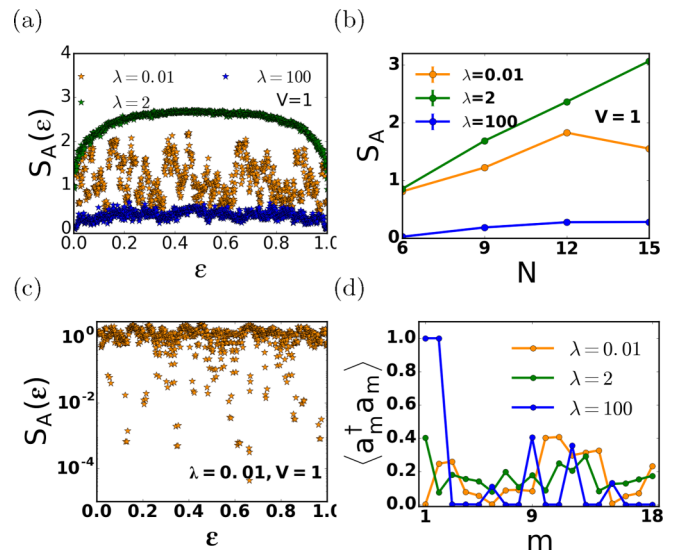 (a)
4
3
2
1
0
0.0 0.2 0.4 0.6 0.8 1.0
S_A(ε)
ε
λ = 0.01
λ = 100
λ = 2
V=1
(b)
3
2
1
0
6 9 12 15
S_A
N
λ=0.01
λ=2
λ=100
V = 1
(c)
10^0
10^-2
10^-4
0.0 0.2 0.4 0.6 0.8 1.0
S_A(ε)
ε
λ = 0.01, V = 1
(d)
1.0
0.8
0.6
0.4
0.2
0.0
1 9 18
⟨a†_m a_m⟩
m
λ = 0.01
λ = 2
λ = 100